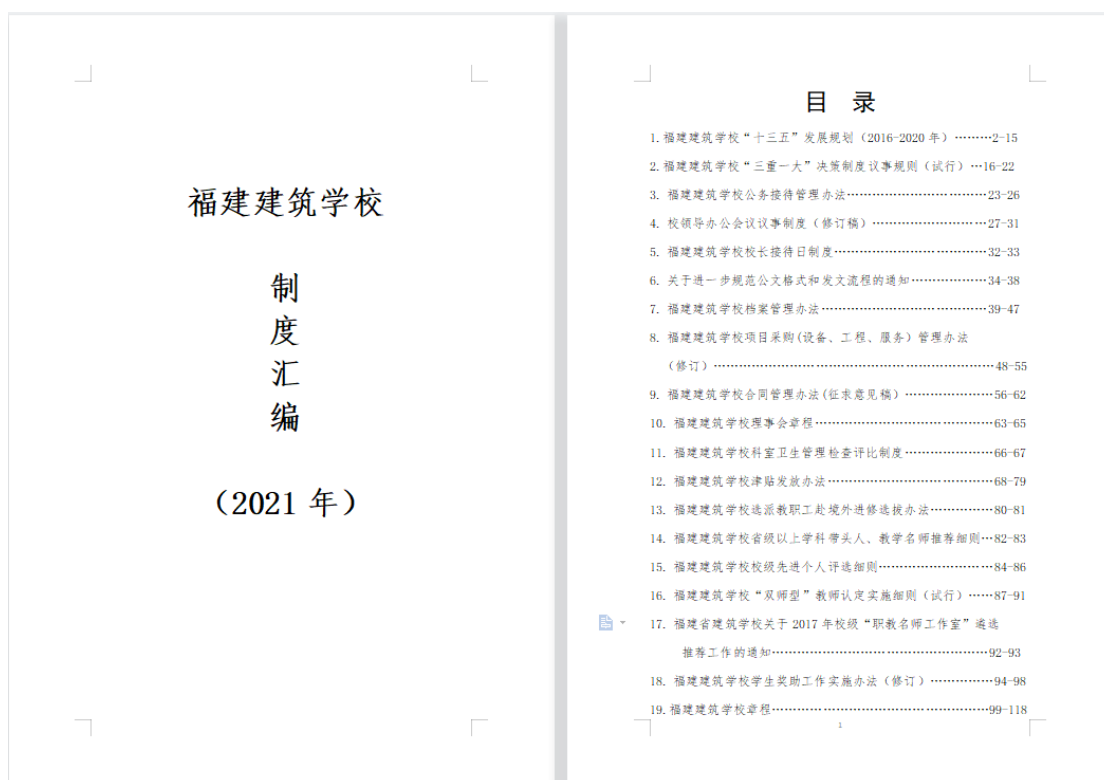 福建建筑学校
制
度
汇
编
（2021 年）
目 录
1.福建建筑学校“十三五”发展规划（2016-2020 年）………2-15
2.福建建筑学校“三重一大”决策制度议事规则（试行）…16-22
3. 福建建筑学校公务接待管理办法……………………………23-26
4. 校领导办公会议议事制度（修订稿）………………………27-31
5. 福建建筑学校校长接待日制度………………………………32-33
6. 关于进一步规范公文格式和发文流程的通知………………34-38
7. 福建建筑学校档案管理办法…………………………………39-47
8. 福建建筑学校项目采购(设备、工程、服务）管理办法
（修订）…………………………………………………………48-55
9. 福建建筑学校合同管理办法(征求意见稿）…………………56-62
10. 福建建筑学校理事会章程…………………………………63-65
11. 福建建筑学校科室卫生管理检查评比制度………………66-67
12. 福建建筑学校津贴发放办法………………………………68-79
13. 福建建筑学校选派教职工赴境外进修选拔办法…………80-81
14. 福建建筑学校省级以上学科带头人、教学名师推荐细则…82-83
15. 福建建筑学校校级先进个人评选细则……………………84-86
16. 福建建筑学校“双师型”教师认定实施细则（试行）……87-91
17. 福建省建筑学校关于 2017 年校级“职教名师工作室”遴选
推荐工作的通知……………………………………………92-93
18. 福建建筑学校学生奖助工作实施办法（修订）……………94-98
19.福建建筑学校章程……………………………………………99-118
1